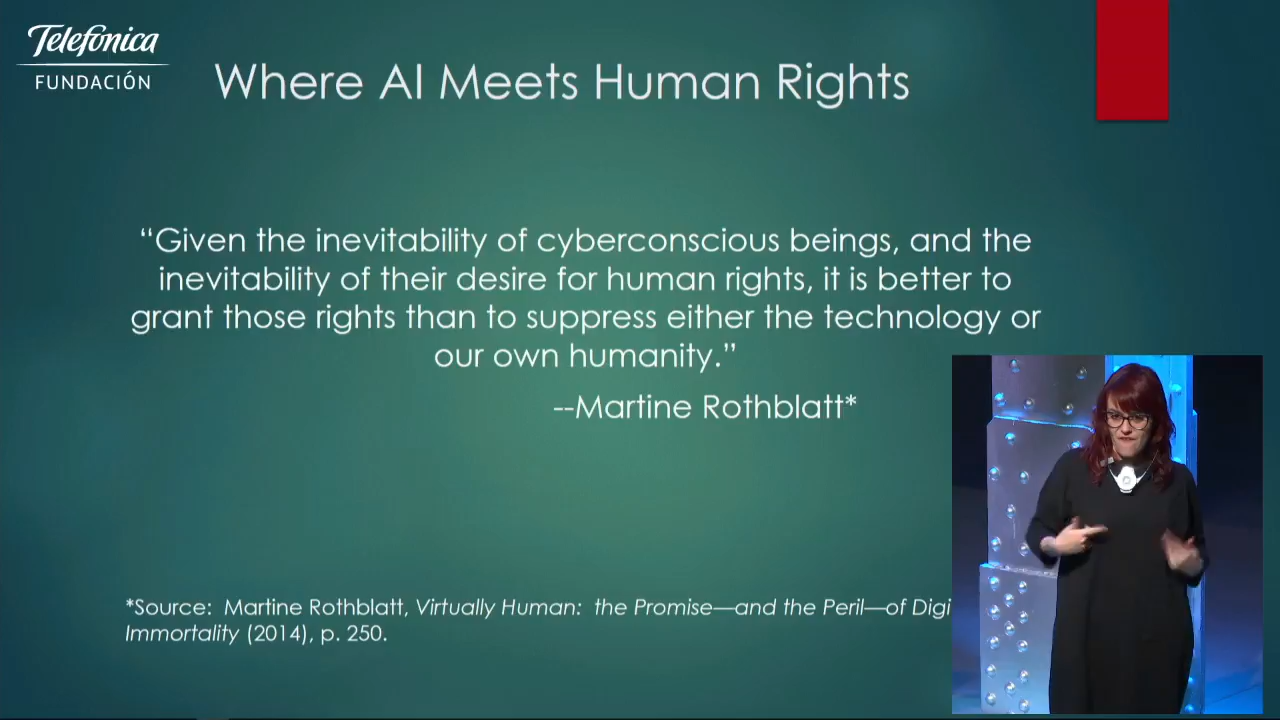 Telefónica
FUNDACIÓN
Where AI Meets Human Rights
“Given the inevitability of cyberconscious beings, and the
inevitability of their desire for human rights, it is better to
grant those rights than to suppress either the technology or
our own humanity.”
--Martine Rothblatt*
*Source:  Martine Rothblatt, Virtually Human:  the Promise—and the Peril—of Digi
Immortality (2014), p. 250.